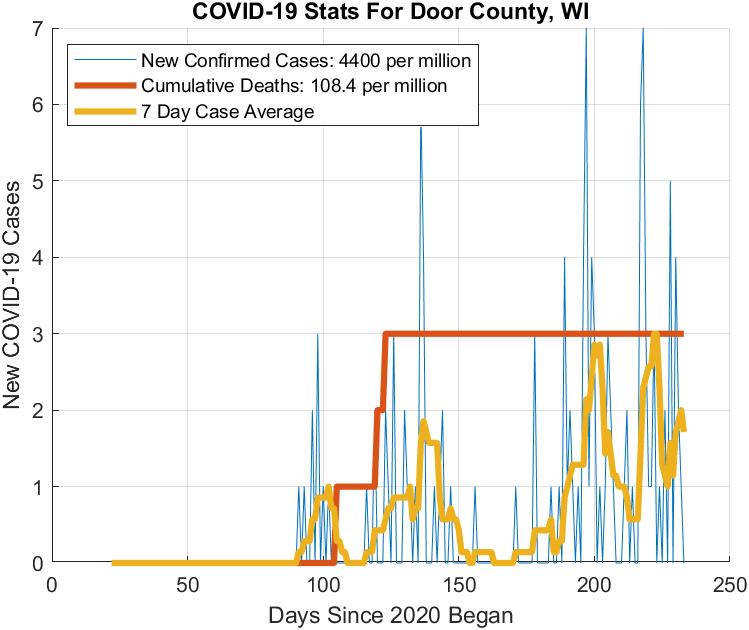 COVID-19 Stats For Door County, WI
New Confirmed Cases: 4400 per million
Cumulative Deaths: 108.4 per million
7 Day Case Average
New COVID-19 Cases
7
6
5
4
3
2
1
0
0 50 100 150 200 250
Days Since 2020 Began